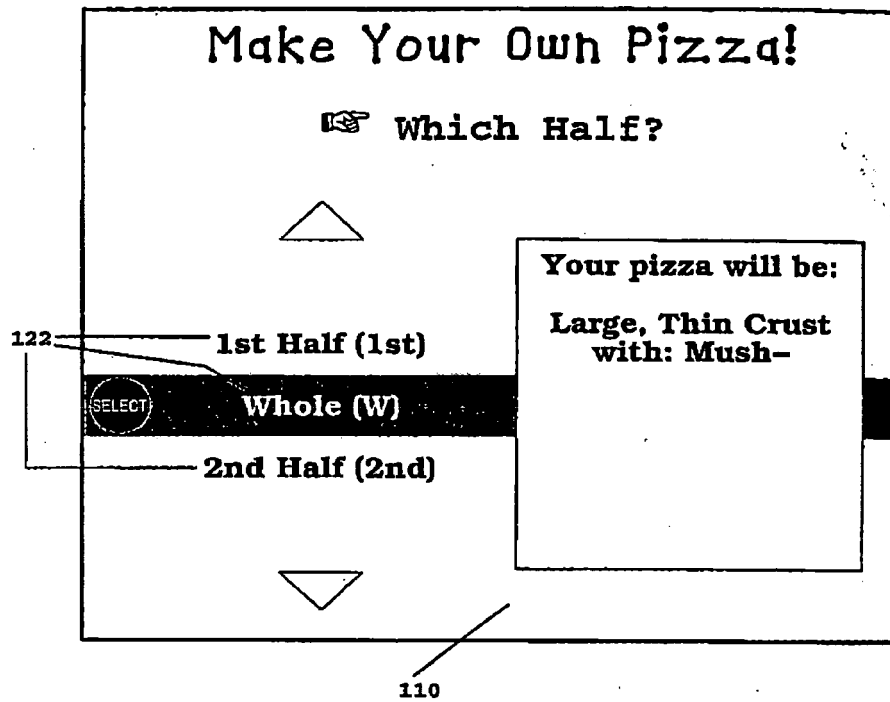 Make Your Own Pizza!
☞ Which Half?
Your pizza will be:
Large, Thin Crust
with: Mush–
122
1st Half (1st)
SELECT
Whole (W)
2nd Half (2nd)
110